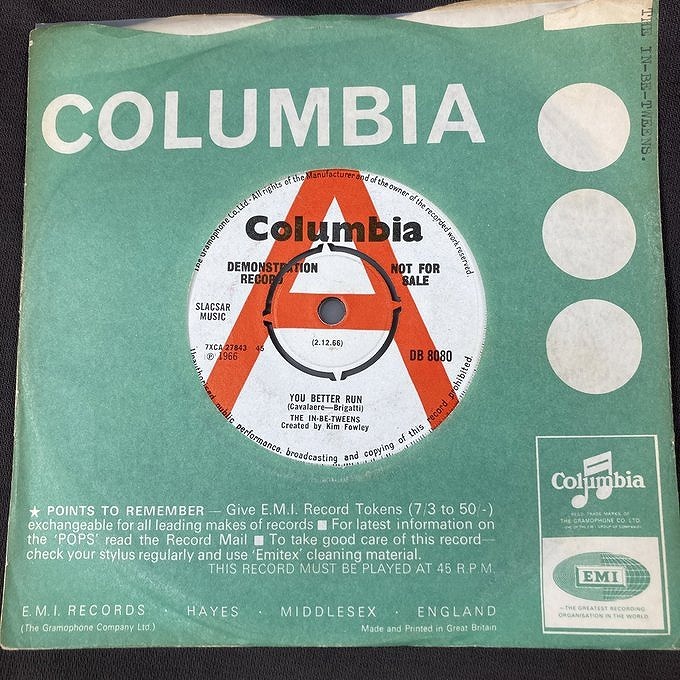 THE IN-BE-TWEENS.
COLUMBIA
The Gramophone Co. Ltd.-All rights of the Manufacturer and of the owner of the recorded work reserved.
Columbia
DEMONSTRATION
RECORD
NOT FOR
SALE
SLACSAR
MUSIC
7XCA 27843 45
℗ 1966
(2.12.66)
DB 8080
YOU BETTER RUN
(Cavalaere—Brigatti)
THE IN-BE-TWEENS
Created by Kim Fowley
Unauthorised public performance, broadcasting and copying of this record prohibited.
★ POINTS TO REMEMBER — Give E.M.I. Record Tokens (7/3 to 50/-)
exchangeable for all leading makes of records ■ For latest information on
the 'POPS' read the Record Mail ■ To take good care of this record—
check your stylus regularly and use 'Emitex' cleaning material.
THIS RECORD MUST BE PLAYED AT 45 R.P.M.
E.M.I. RECORDS · HAYES · MIDDLESEX · ENGLAND
(The Gramophone Company Ltd.)
Made and Printed in Great Britain
Columbia
REGD. TRADE MARKS OF
THE GRAMOPHONE CO. LTD.
ONE OF THE E.M.I. GROUP OF COMPANIES
EMI
—THE GREATEST RECORDING
ORGANISATION IN THE WORLD